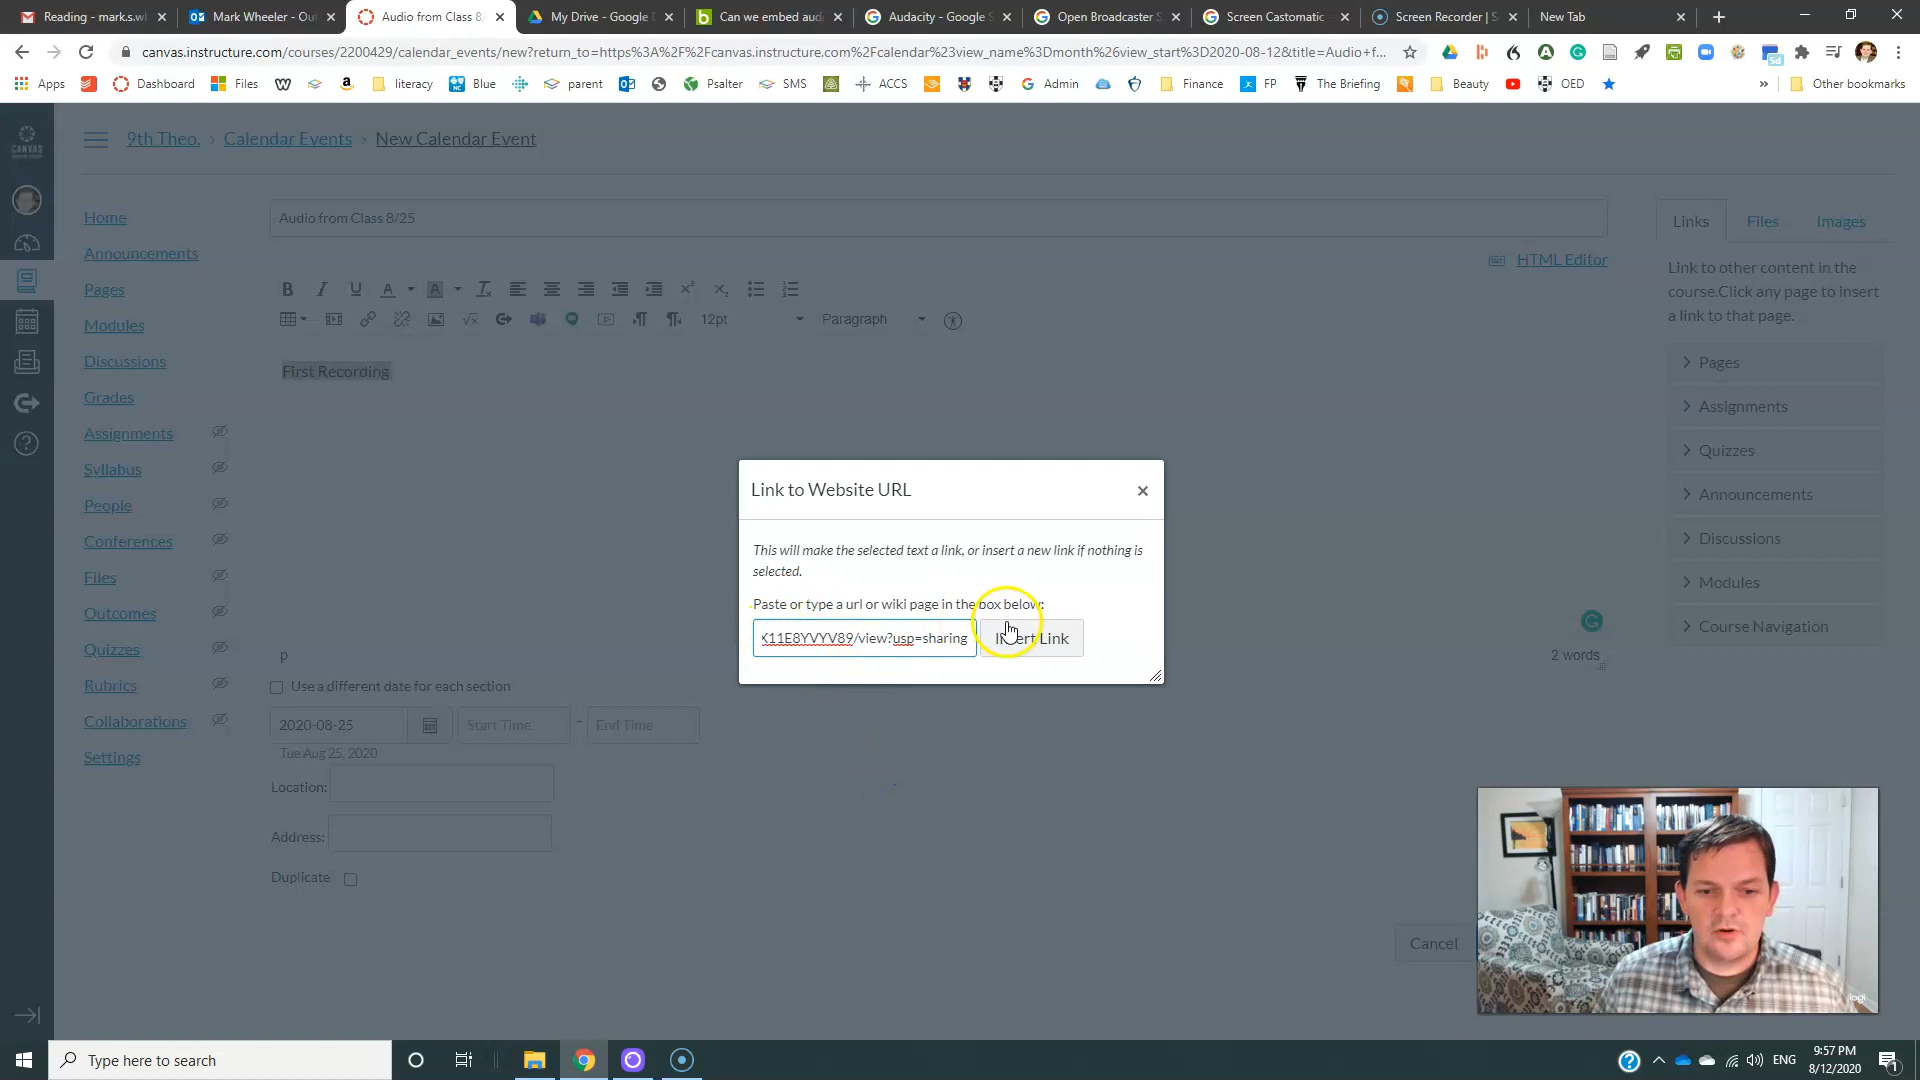 Reading - mark.s.wl
Mark Wheeler - Out
Audio from Class 8/
My Drive - Google D
Can we embed aud
Audacity - Google S
Open Broadcaster S
Screen Castomatic
Screen Recorder | S
New Tab
canvas.instructure.com/courses/2200429/calendar_events/new?return_to=https%3A%2F%2Fcanvas.instructure.com%2Fcalendar%23view_name%3Dmonth%26view_start%3D2020-08-12&title=Audio+f...
Apps
Dashboard
Files
literacy
Blue
parent
Psalter
SMS
ACCS
Admin
Finance
FP
The Briefing
Beauty
OED
Other bookmarks
CANVAS
9th Theo. > Calendar Events > New Calendar Event
Home
Announcements
Pages
Modules
Discussions
Grades
Assignments
Syllabus
People
Conferences
Files
Outcomes
Quizzes
Rubrics
Collaborations
Settings
Audio from Class 8/25
HTML Editor
12pt
Paragraph
First Recording
p
2 words
Use a different date for each section
2020-08-25
Start Time
-
End Time
Tue Aug 25, 2020
Location:
Address:
Duplicate
Cancel
Link to Website URL
This will make the selected text a link, or insert a new link if nothing is
selected.
Paste or type a url or wiki page in the box below:
X11E8YVYV89/view?usp=sharing
Insert Link
Links
Files
Images
Link to other content in the
course.Click any page to insert
a link to that page.
Pages
Assignments
Quizzes
Announcements
Discussions
Modules
Course Navigation
logi
Type here to search
ENG
9:57 PM
8/12/2020